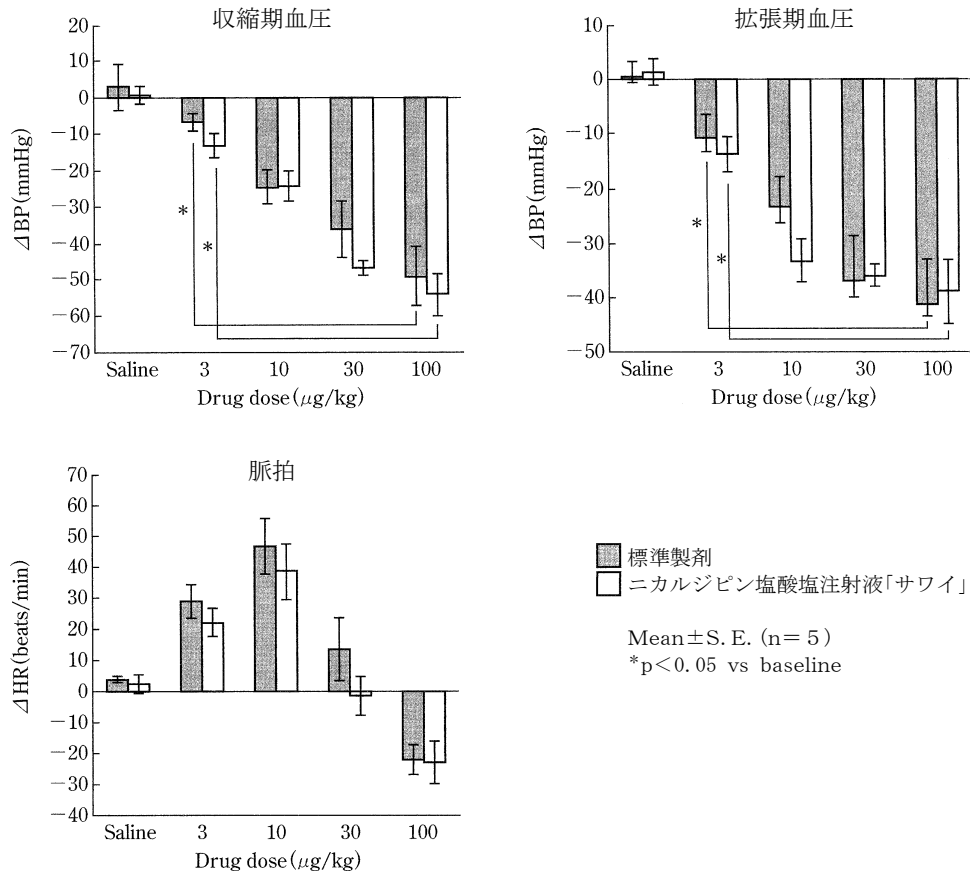 収縮期血圧
20
10
0
−10
−20
−30
−40
−50
−60
−70
ΔBP(mmHg)
*
*
Saline 3 10 30 100
Drug dose(μg/kg)
拡張期血圧
10
0
−10
−20
−30
−40
−50
ΔBP(mmHg)
*
*
Saline 3 10 30 100
Drug dose(μg/kg)
脈拍
70
60
50
40
30
20
10
0
−10
−20
−30
−40
ΔHR(beats/min)
Saline 3 10 30 100
Drug dose(μg/kg)
標準製剤
ニカルジピン塩酸塩注射液「サワイ」
Mean±S.E.(n=5)
*p<0.05 vs baseline